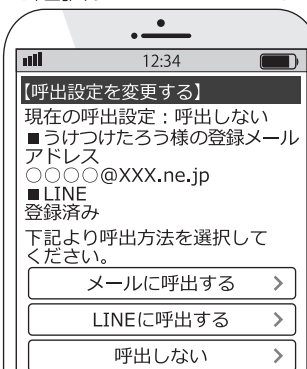 12:34
【呼出設定を変更する】
現在の呼出設定：呼出しない
■うけつけたろう様の登録メール
アドレス
○○○○@XXX.ne.jp
■LINE
登録済み
下記より呼出方法を選択して
ください。
メールに呼出する
LINEに呼出する
呼出しない